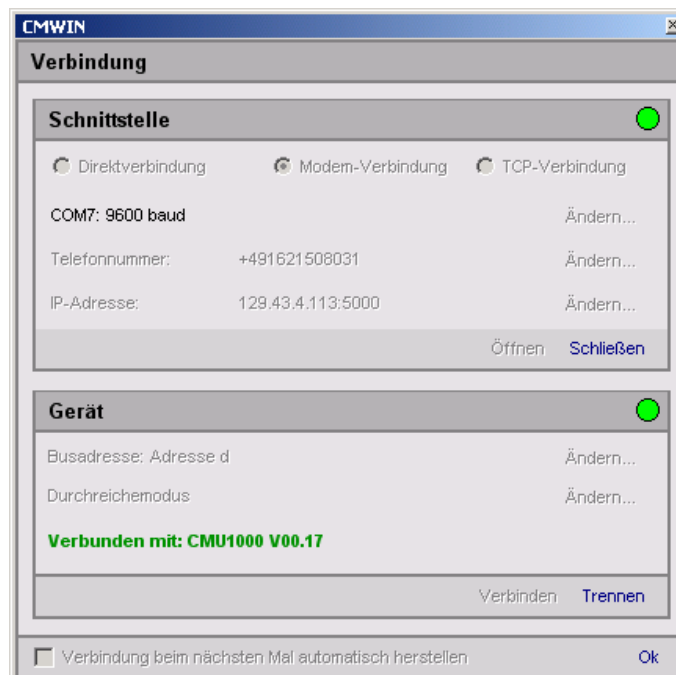 CMWIN
Verbindung
Schnittstelle
Direktverbindung Modem-Verbindung TCP-Verbindung
COM7: 9600 baud Ändern...
Telefonnummer: +491621508031 Ändern...
IP-Adresse: 129.43.4.113:5000 Ändern...
Öffnen Schließen
Gerät
Busadresse: Adresse d Ändern...
Durchreichemodus Ändern...
Verbunden mit: CMU1000 V00.17
Verbinden Trennen
Verbindung beim nächsten Mal automatisch herstellen Ok